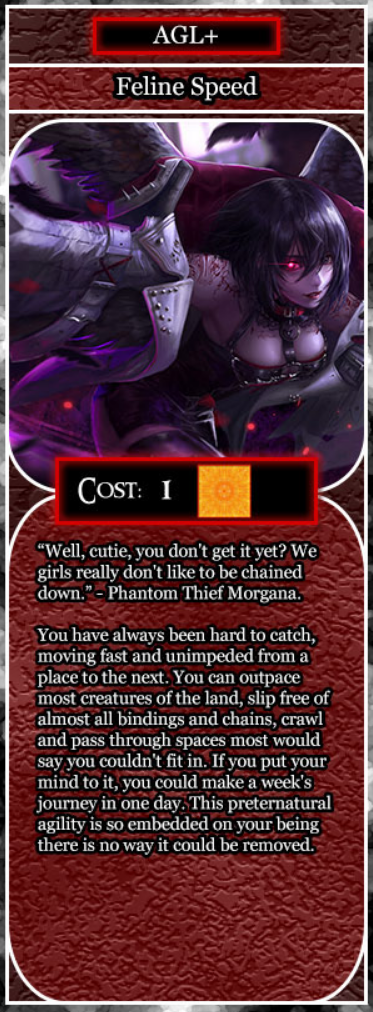 AGL+
Feline Speed
Cost: 1
“Well, cutie, you don't get it yet? We
girls really don't like to be chained
down.” - Phantom Thief Morgana.
You have always been hard to catch,
moving fast and unimpeded from a
place to the next. You can outpace
most creatures of the land, slip free of
almost all bindings and chains, crawl
and pass through spaces most would
say you couldn't fit in. If you put your
mind to it, you could make a week's
journey in one day. This preternatural
agility is so embedded on your being
there is no way it could be removed.